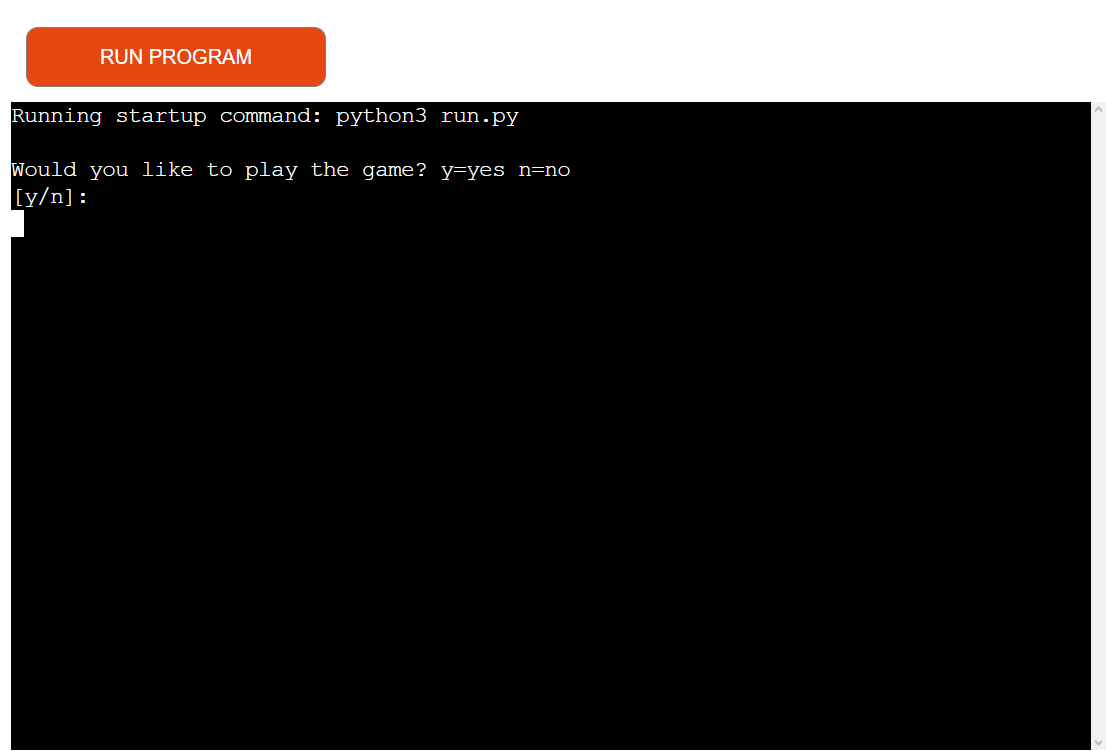 RUN PROGRAM
Running startup command: python3 run.py
Would you like to play the game? y=yes n=no
[y/n]: